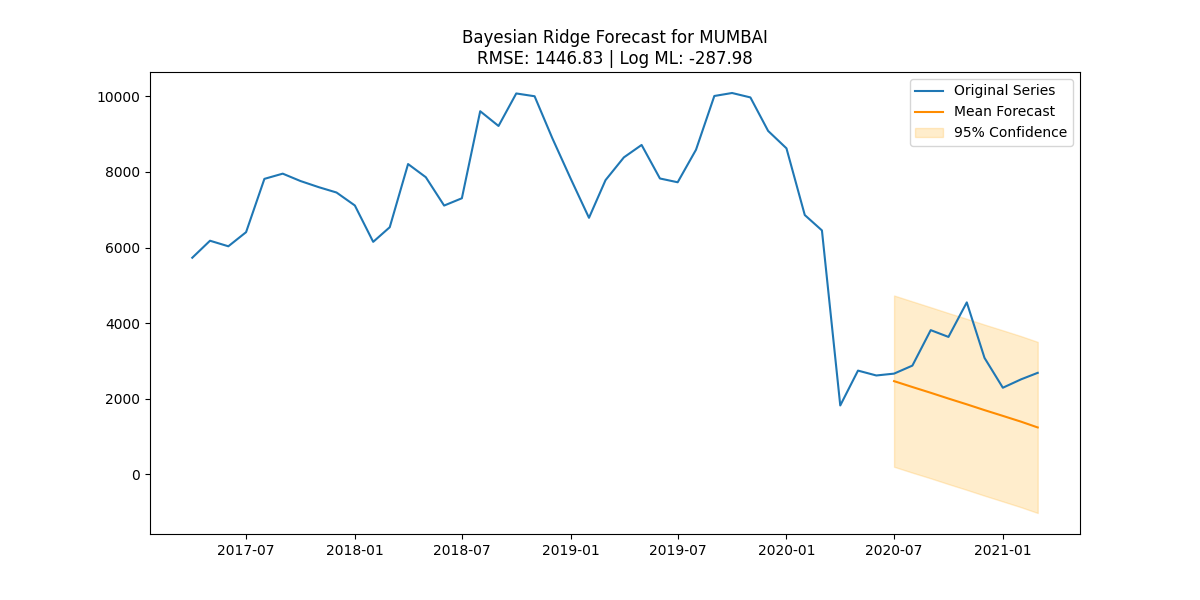 Bayesian Ridge Forecast for MUMBAI
RMSE: 1446.83 | Log ML: -287.98
Original Series
Mean Forecast
95% Confidence
10000
8000
6000
4000
2000
0
2017-07 2018-01 2018-07 2019-01 2019-07 2020-01 2020-07 2021-01